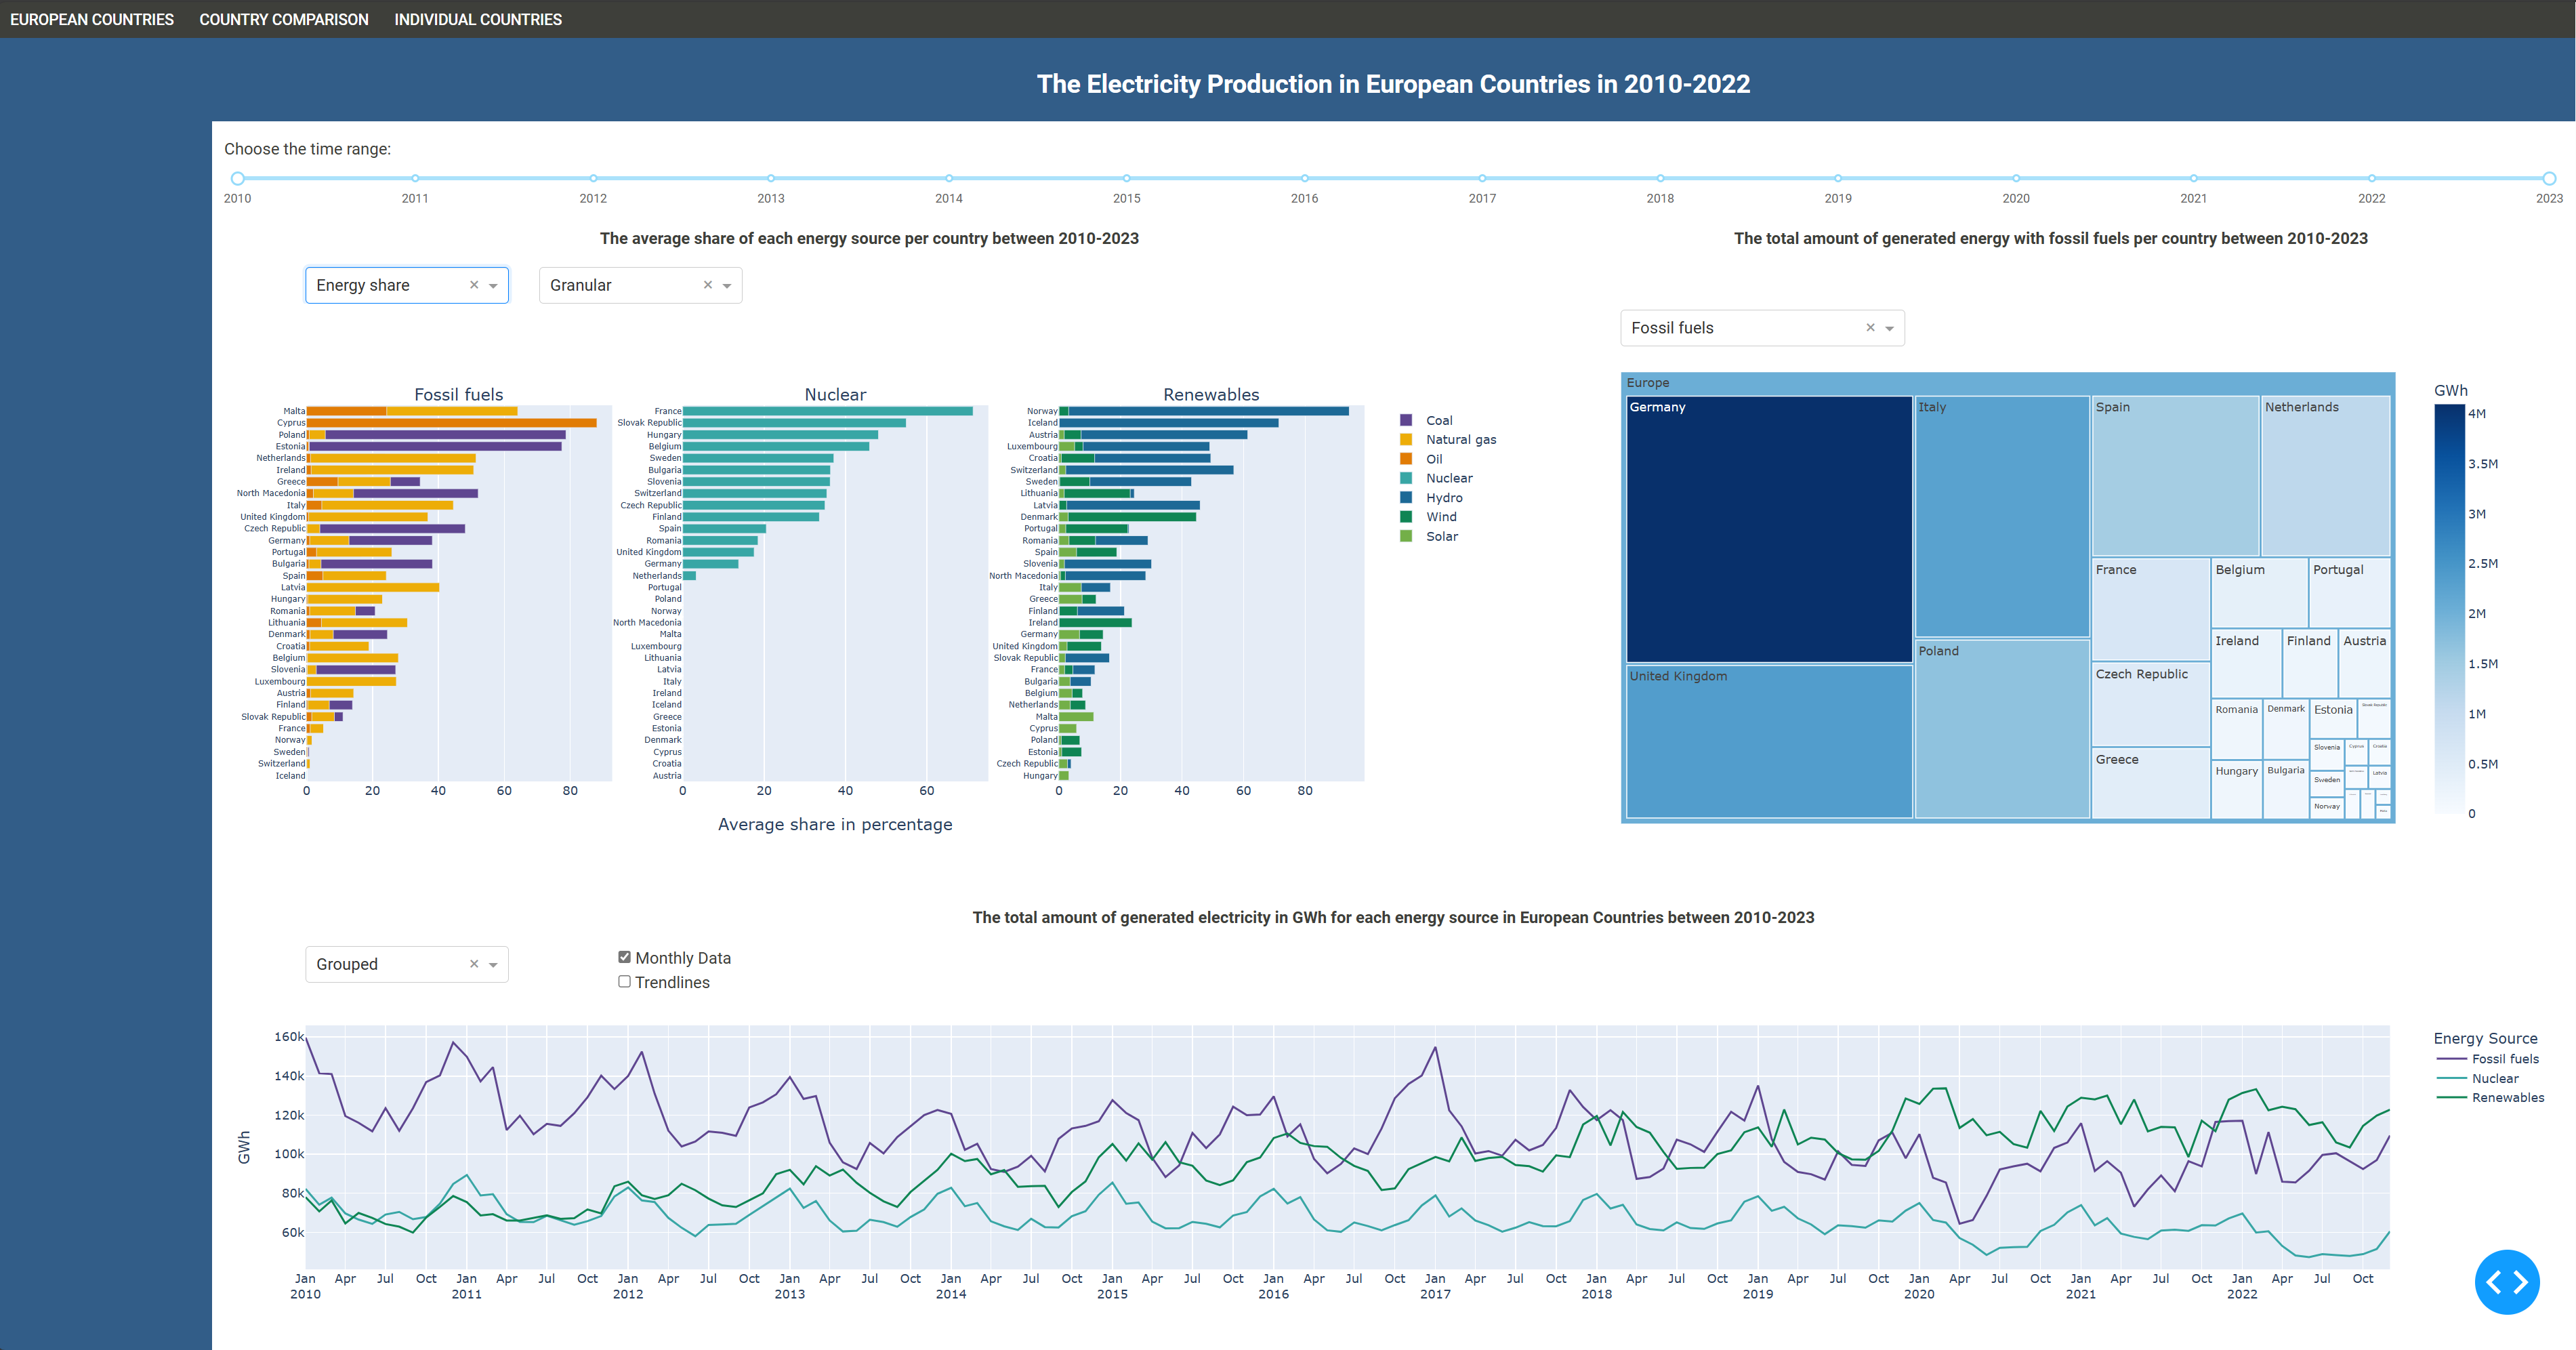 EUROPEAN COUNTRIES COUNTRY COMPARISON INDIVIDUAL COUNTRIES
The Electricity Production in European Countries in 2010-2022
Choose the time range:
2010 2011 2012 2013 2014 2015 2016 2017 2018 2019 2020 2021 2022 2023
The average share of each energy source per country between 2010-2023
Energy share × Granular ×
Fossil fuels
Malta
Cyprus
Poland
Estonia
Netherlands
Ireland
Greece
North Macedonia
Italy
United Kingdom
Czech Republic
Germany
Portugal
Bulgaria
Spain
Latvia
Hungary
Romania
Lithuania
Denmark
Croatia
Belgium
Slovenia
Luxembourg
Austria
Finland
Slovak Republic
France
Norway
Sweden
Switzerland
Iceland
0 20 40 60 80
Nuclear
France
Slovak Republic
Hungary
Belgium
Sweden
Bulgaria
Slovenia
Switzerland
Czech Republic
Finland
Spain
Romania
United Kingdom
Germany
Netherlands
Portugal
Poland
Norway
North Macedonia
Malta
Luxembourg
Lithuania
Latvia
Italy
Ireland
Iceland
Greece
Estonia
Denmark
Cyprus
Croatia
Austria
0 20 40 60
Renewables
Norway
Iceland
Austria
Luxembourg
Croatia
Switzerland
Sweden
Lithuania
Latvia
Denmark
Portugal
Romania
Spain
Slovenia
North Macedonia
Italy
Greece
Finland
Ireland
Germany
United Kingdom
Slovak Republic
France
Bulgaria
Belgium
Netherlands
Malta
Cyprus
Poland
Estonia
Czech Republic
Hungary
0 20 40 60 80
Average share in percentage
Coal
Natural gas
Oil
Nuclear
Hydro
Wind
Solar
The total amount of generated energy with fossil fuels per country between 2010-2023
Fossil fuels ×
Europe
Germany
United Kingdom
Italy
Poland
Spain
Netherlands
France
Czech Republic
Greece
Belgium
Portugal
Ireland
Finland
Austria
Romania
Denmark
Estonia
Slovak Republic
Hungary
Bulgaria
Slovenia
Cyprus
Croatia
Sweden
Latvia
Norway
GWh
4M
3.5M
3M
2.5M
2M
1.5M
1M
0.5M
0
The total amount of generated electricity in GWh for each energy source in European Countries between 2010-2023
Grouped ×
Monthly Data
Trendlines
GWh
160k
140k
120k
100k
80k
60k
Jan Apr Jul Oct Jan Apr Jul Oct Jan Apr Jul Oct Jan Apr Jul Oct Jan Apr Jul Oct Jan Apr Jul Oct Jan Apr Jul Oct Jan Apr Jul Oct Jan Apr Jul Oct Jan Apr Jul Oct Jan Apr Jul Oct Jan Apr Jul Oct Jan Apr Jul Oct
2010 2011 2012 2013 2014 2015 2016 2017 2018 2019 2020 2021 2022
Energy Source
Fossil fuels
Nuclear
Renewables